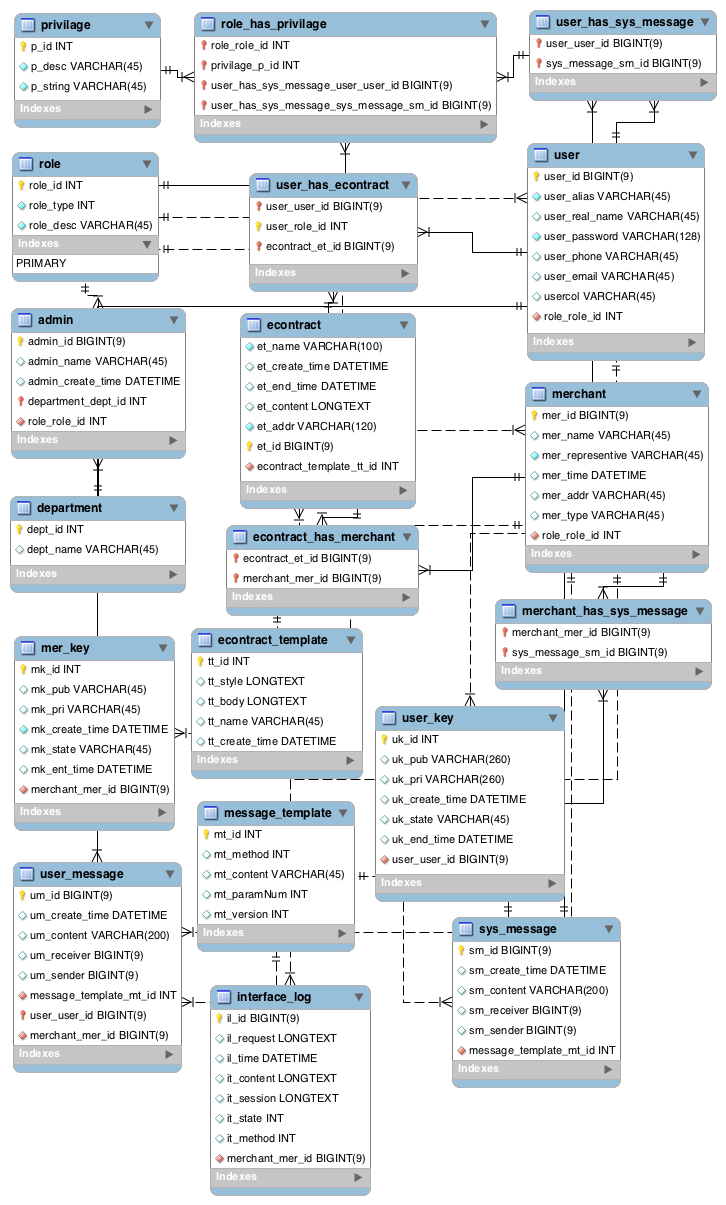 privilage
p_id INT
p_desc VARCHAR(45)
p_string VARCHAR(45)
Indexes
role_has_privilage
role_role_id INT
privilage_p_id INT
user_has_sys_message_user_user_id BIGINT(9)
user_has_sys_message_sys_message_sm_id BIGINT(9)
Indexes
user_has_sys_message
user_user_id BIGINT(9)
sys_message_sm_id BIGINT(9)
Indexes
role
role_id INT
role_type INT
role_desc VARCHAR(45)
Indexes
PRIMARY
user_has_econtract
user_user_id BIGINT(9)
user_role_id INT
econtract_et_id BIGINT(9)
Indexes
user
user_id BIGINT(9)
user_alias VARCHAR(45)
user_real_name VARCHAR(45)
user_password VARCHAR(128)
user_phone VARCHAR(45)
user_email VARCHAR(45)
usercol VARCHAR(45)
role_role_id INT
Indexes
admin
admin_id BIGINT(9)
admin_name VARCHAR(45)
admin_create_time DATETIME
department_dept_id INT
role_role_id INT
Indexes
econtract
et_name VARCHAR(100)
et_create_time DATETIME
et_end_time DATETIME
et_content LONGTEXT
et_addr VARCHAR(120)
et_id BIGINT(9)
econtract_template_tt_id INT
Indexes
merchant
mer_id BIGINT(9)
mer_name VARCHAR(45)
mer_representive VARCHAR(45)
mer_time DATETIME
mer_addr VARCHAR(45)
mer_type VARCHAR(45)
role_role_id INT
Indexes
department
dept_id INT
dept_name VARCHAR(45)
Indexes
econtract_has_merchant
econtract_et_id BIGINT(9)
merchant_mer_id BIGINT(9)
Indexes
merchant_has_sys_message
merchant_mer_id BIGINT(9)
sys_message_sm_id BIGINT(9)
Indexes
mer_key
mk_id INT
mk_pub VARCHAR(45)
mk_pri VARCHAR(45)
mk_create_time DATETIME
mk_state VARCHAR(45)
mk_ent_time DATETIME
merchant_mer_id BIGINT(9)
Indexes
econtract_template
tt_id INT
tt_style LONGTEXT
tt_body LONGTEXT
tt_name VARCHAR(45)
tt_create_time DATETIME
Indexes
user_key
uk_id INT
uk_pub VARCHAR(260)
uk_pri VARCHAR(260)
uk_create_time DATETIME
uk_state VARCHAR(45)
uk_end_time DATETIME
user_user_id BIGINT(9)
Indexes
message_template
mt_id INT
mt_method INT
mt_content VARCHAR(45)
mt_paramNum INT
mt_version INT
Indexes
user_message
um_id BIGINT(9)
um_create_time DATETIME
um_content VARCHAR(200)
um_receiver BIGINT(9)
um_sender BIGINT(9)
message_template_mt_id INT
user_user_id BIGINT(9)
merchant_mer_id BIGINT(9)
Indexes
sys_message
sm_id BIGINT(9)
sm_create_time DATETIME
sm_content VARCHAR(200)
sm_receiver BIGINT(9)
sm_sender BIGINT(9)
message_template_mt_id INT
Indexes
interface_log
il_id BIGINT(9)
il_request LONGTEXT
il_time DATETIME
it_content LONGTEXT
it_session LONGTEXT
it_state INT
it_method INT
merchant_mer_id BIGINT(9)
Indexes